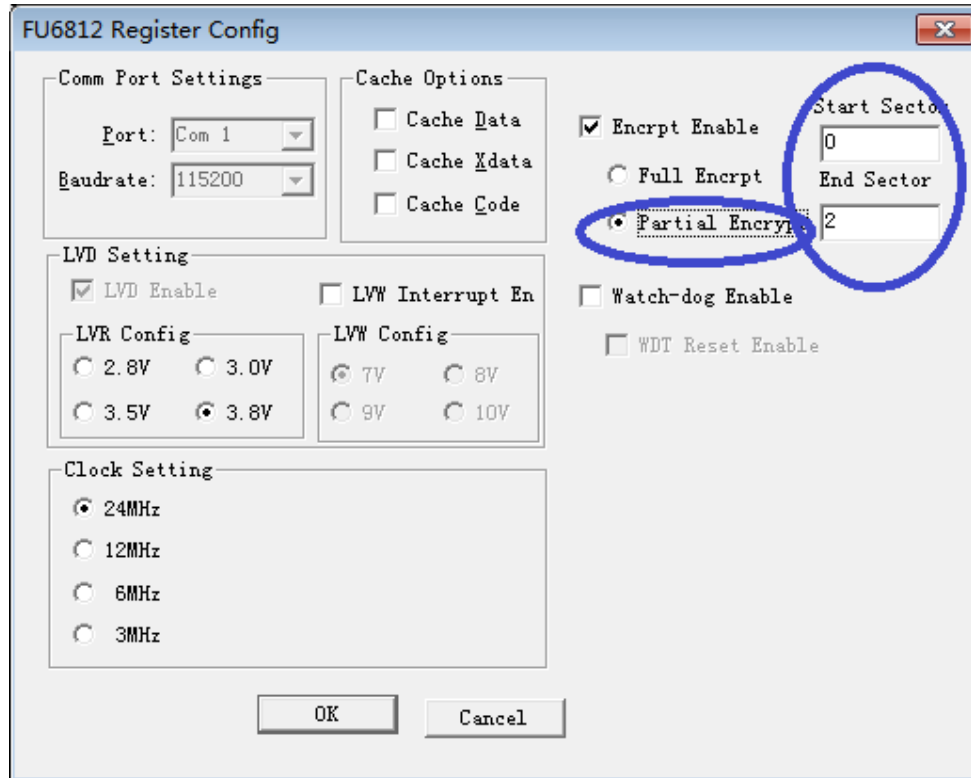 FU6812 Register Config
Comm Port Settings
Port: Com 1
Baudrate: 115200
Cache Options
Cache Data
Cache Xdata
Cache Code
Encrpt Enable
Full Encrpt
Partial Encrypt
Start Sector
0
End Sector
2
LVD Setting
LVD Enable
LVW Interrupt En
LVR Config
2.8V 3.0V
3.5V 3.8V
LVW Config
7V 8V
9V 10V
Watch-dog Enable
WDT Reset Enable
Clock Setting
24MHz
12MHz
6MHz
3MHz
OK
Cancel